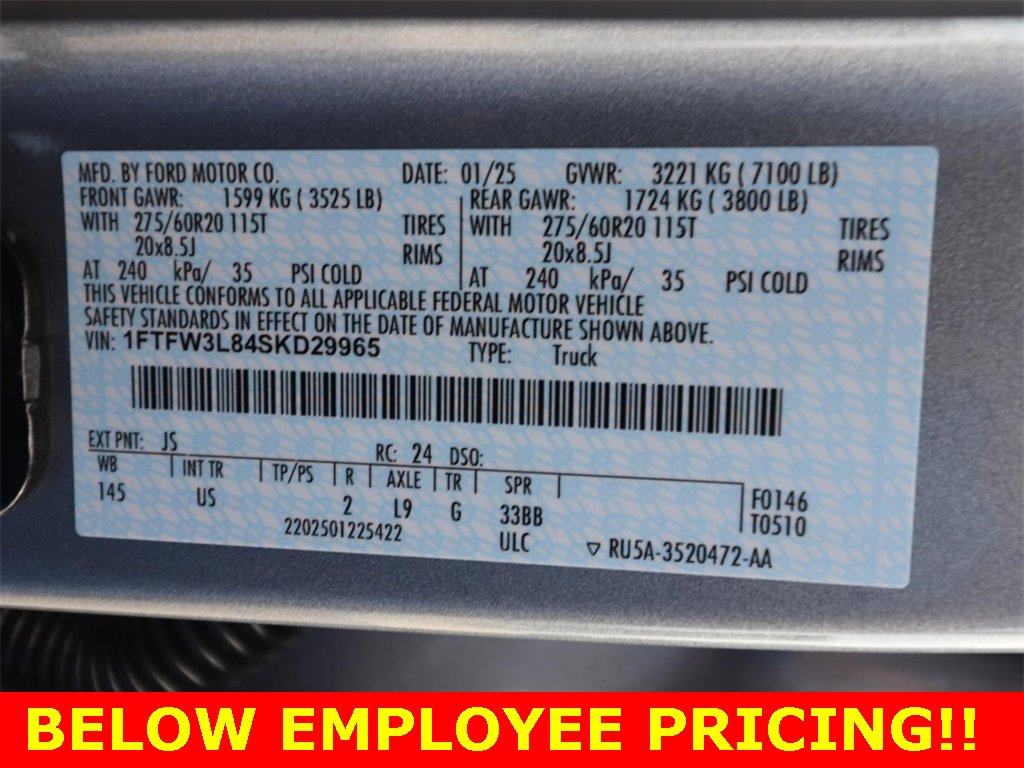 MFD. BY FORD MOTOR CO. DATE: 01/25 GVWR: 3221 KG ( 7100 LB)
FRONT GAWR: 1599 KG ( 3525 LB) REAR GAWR: 1724 KG ( 3800 LB)
WITH 275/60R20 115T TIRES WITH 275/60R20 115T TIRES
20x8.5J RIMS 20x8.5J RIMS
AT 240 kPa/ 35 PSI COLD AT 240 kPa/ 35 PSI COLD
THIS VEHICLE CONFORMS TO ALL APPLICABLE FEDERAL MOTOR VEHICLE
SAFETY STANDARDS IN EFFECT ON THE DATE OF MANUFACTURE SHOWN ABOVE.
VIN: 1FTFW3L84SKD29965 TYPE: Truck
EXT PNT: JS RC: 24 DSO:
WB INT TR TP/PS R AXLE TR SPR
145 US 2 L9 G 33BB F0146
2202501225422 ULC T0510
▽ RU5A-3520472-AA
BELOW EMPLOYEE PRICING!!